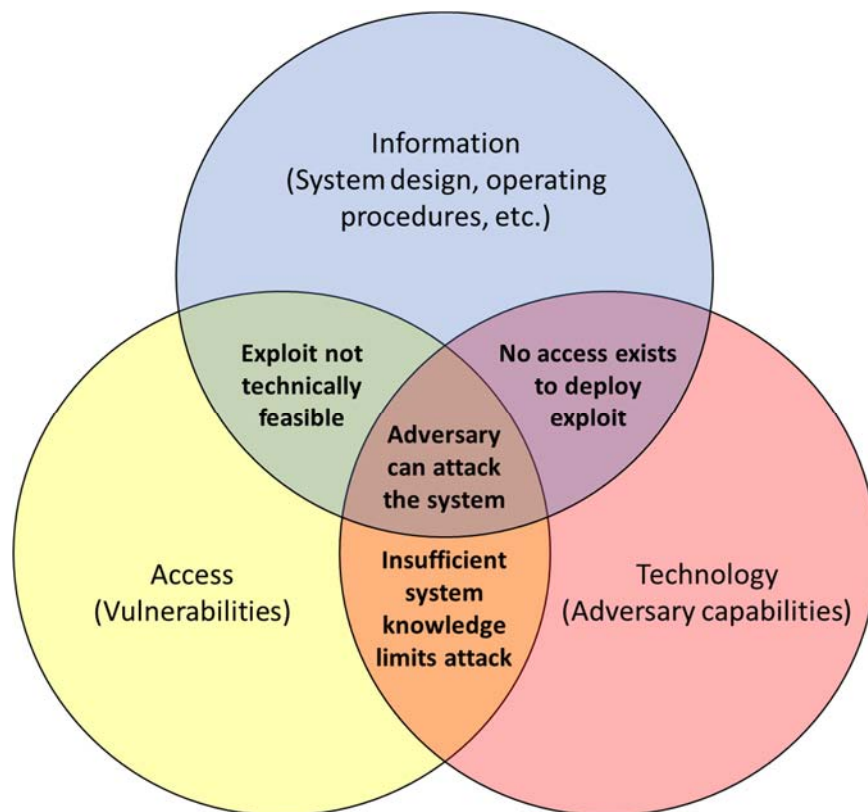 Information
(System design, operating
procedures, etc.)
Exploit not
technically
feasible
No access exists
to deploy
exploit
Adversary
can attack
the system
Access
(Vulnerabilities)
Insufficient
system
knowledge
limits attack
Technology
(Adversary capabilities)